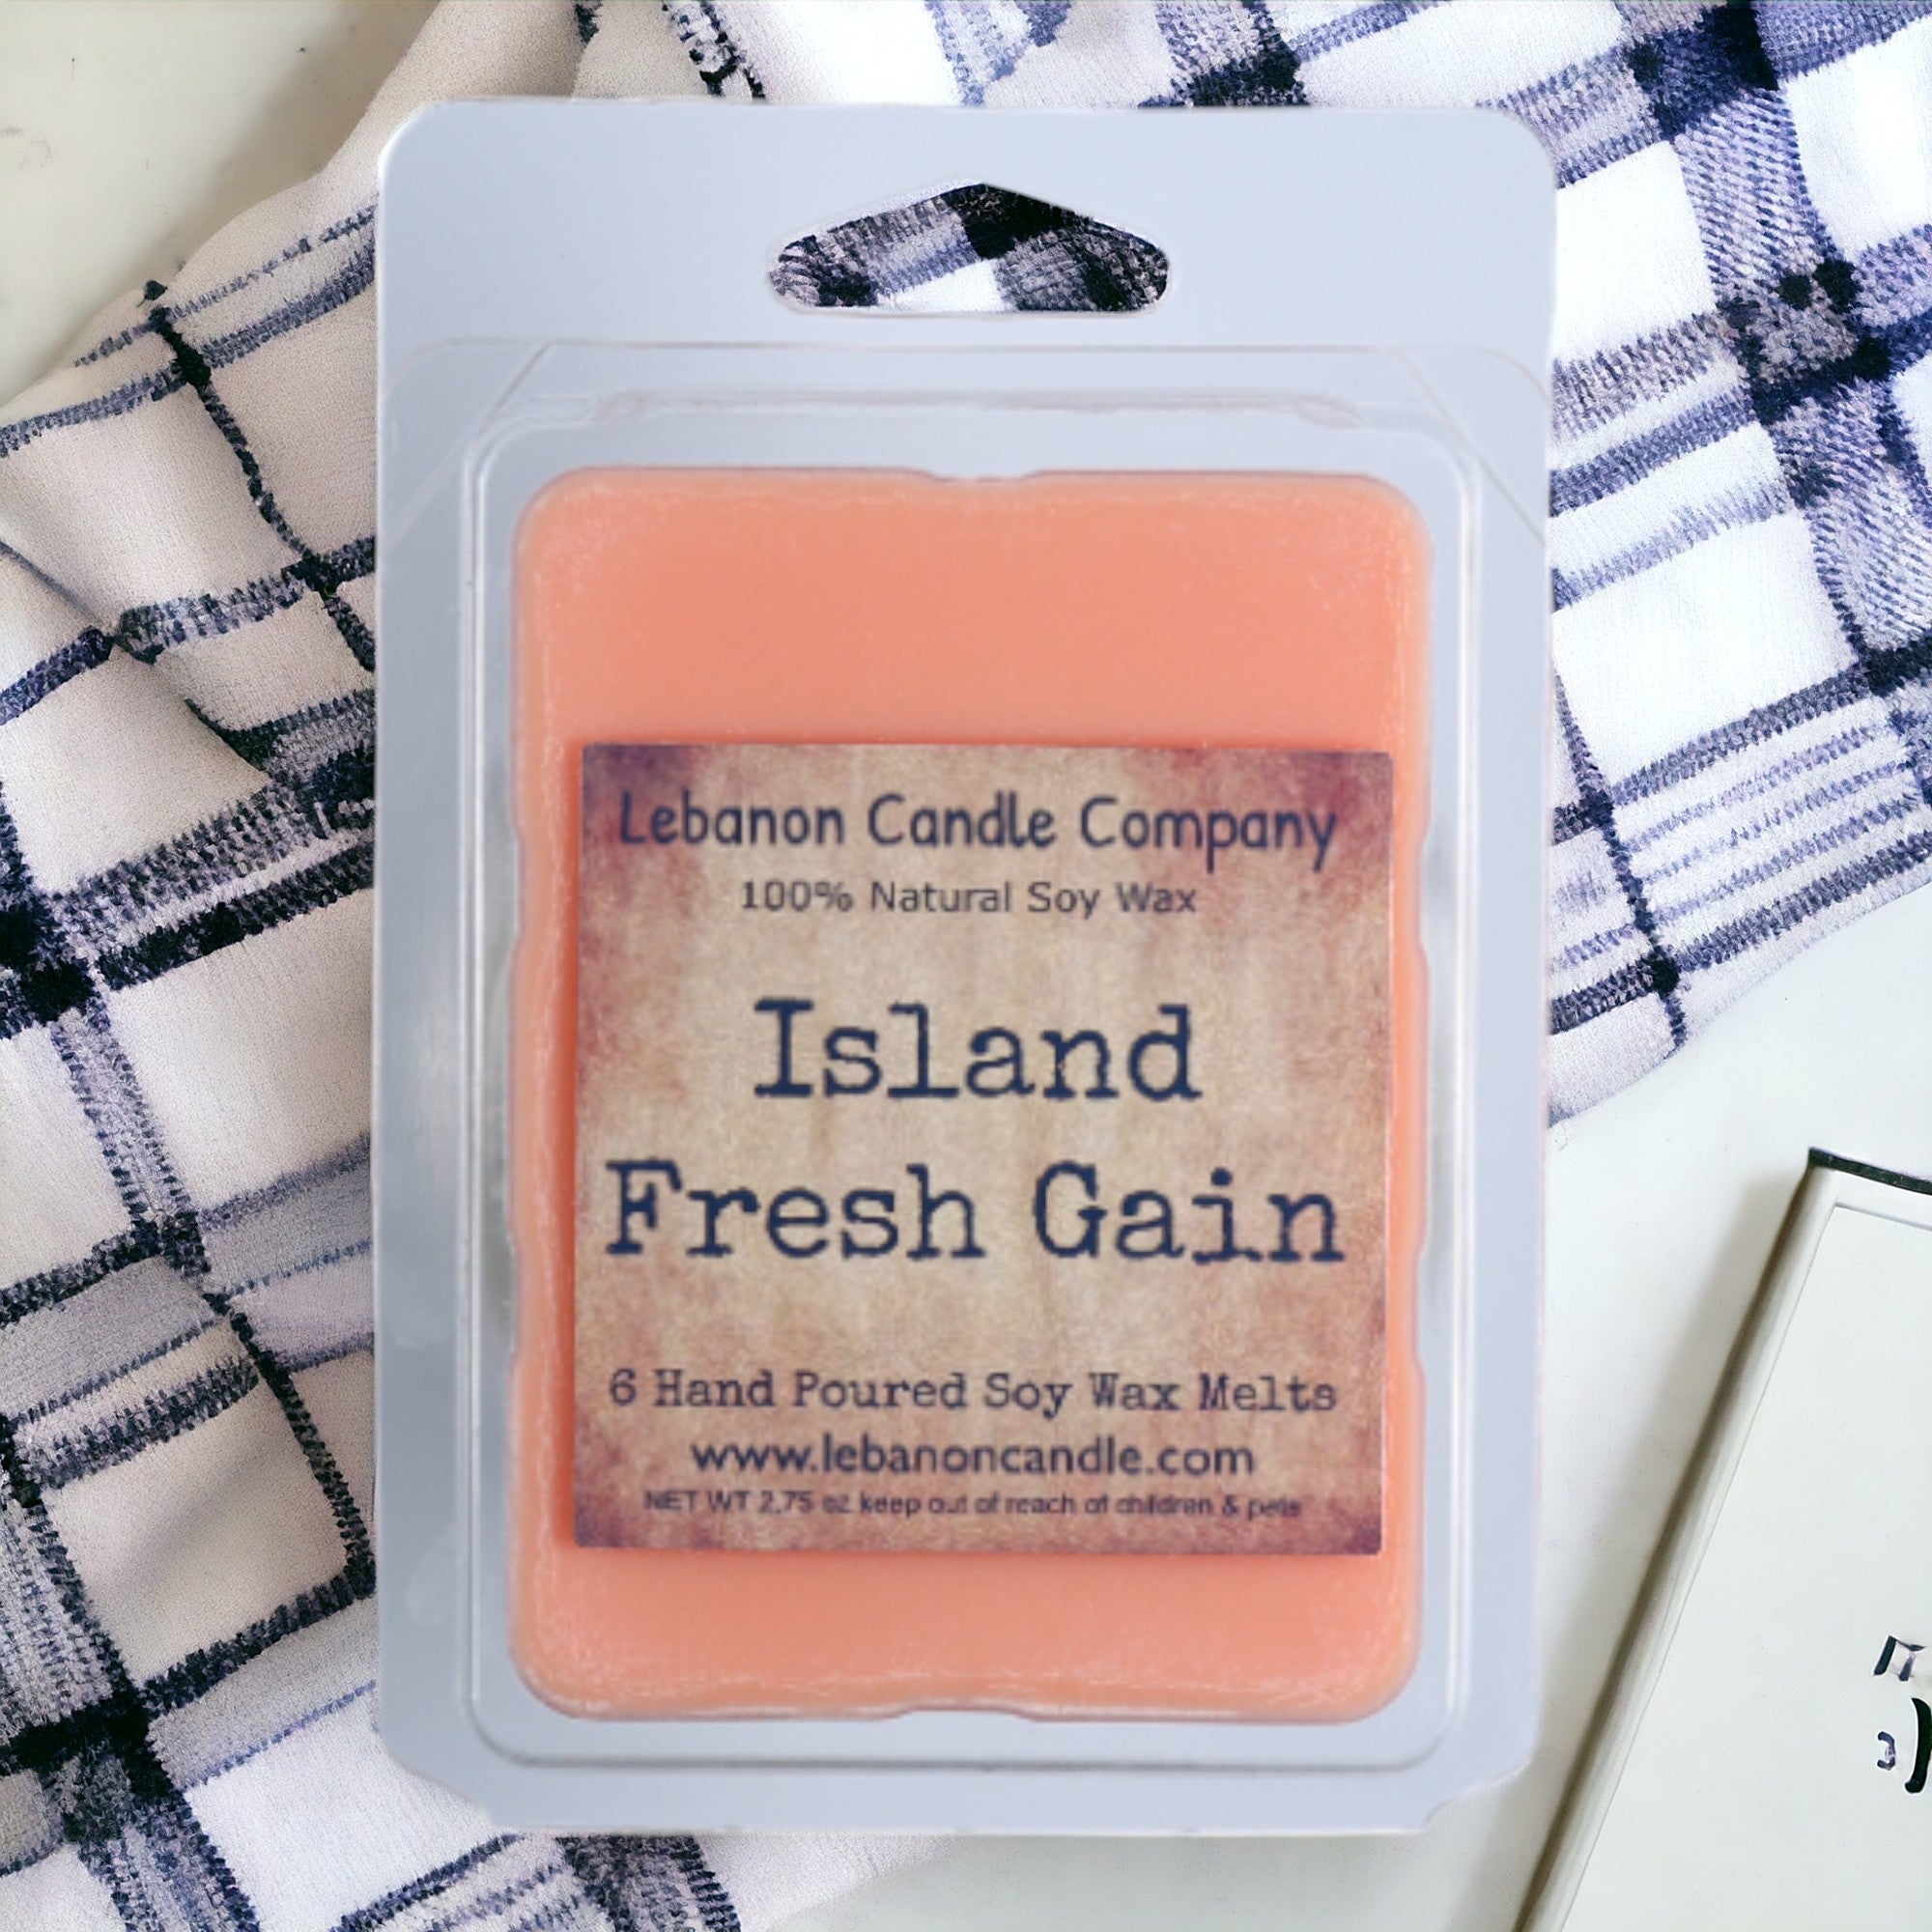 Lebanon Candle Company
100% Natural Soy Wax
Island
Fresh Gain
6 Hand Poured Soy Wax Melts
www.lebanoncandle.com
NET WT 2.75 oz keep out of reach of children & pets